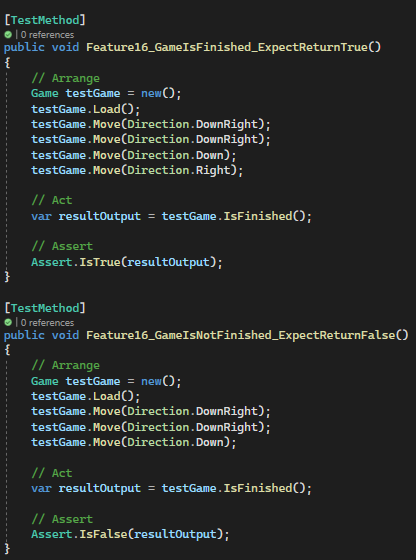 [TestMethod]
| 0 references
public void Feature16_GameIsFinished_ExpectReturnTrue()
{
// Arrange
Game testGame = new();
testGame.Load();
testGame.Move(Direction.DownRight);
testGame.Move(Direction.DownRight);
testGame.Move(Direction.Down);
testGame.Move(Direction.Right);
// Act
var resultOutput = testGame.IsFinished();
// Assert
Assert.IsTrue(resultOutput);
}
[TestMethod]
| 0 references
public void Feature16_GameIsNotFinished_ExpectReturnFalse()
{
// Arrange
Game testGame = new();
testGame.Load();
testGame.Move(Direction.DownRight);
testGame.Move(Direction.DownRight);
testGame.Move(Direction.Down);
// Act
var resultOutput = testGame.IsFinished();
// Assert
Assert.IsFalse(resultOutput);
}